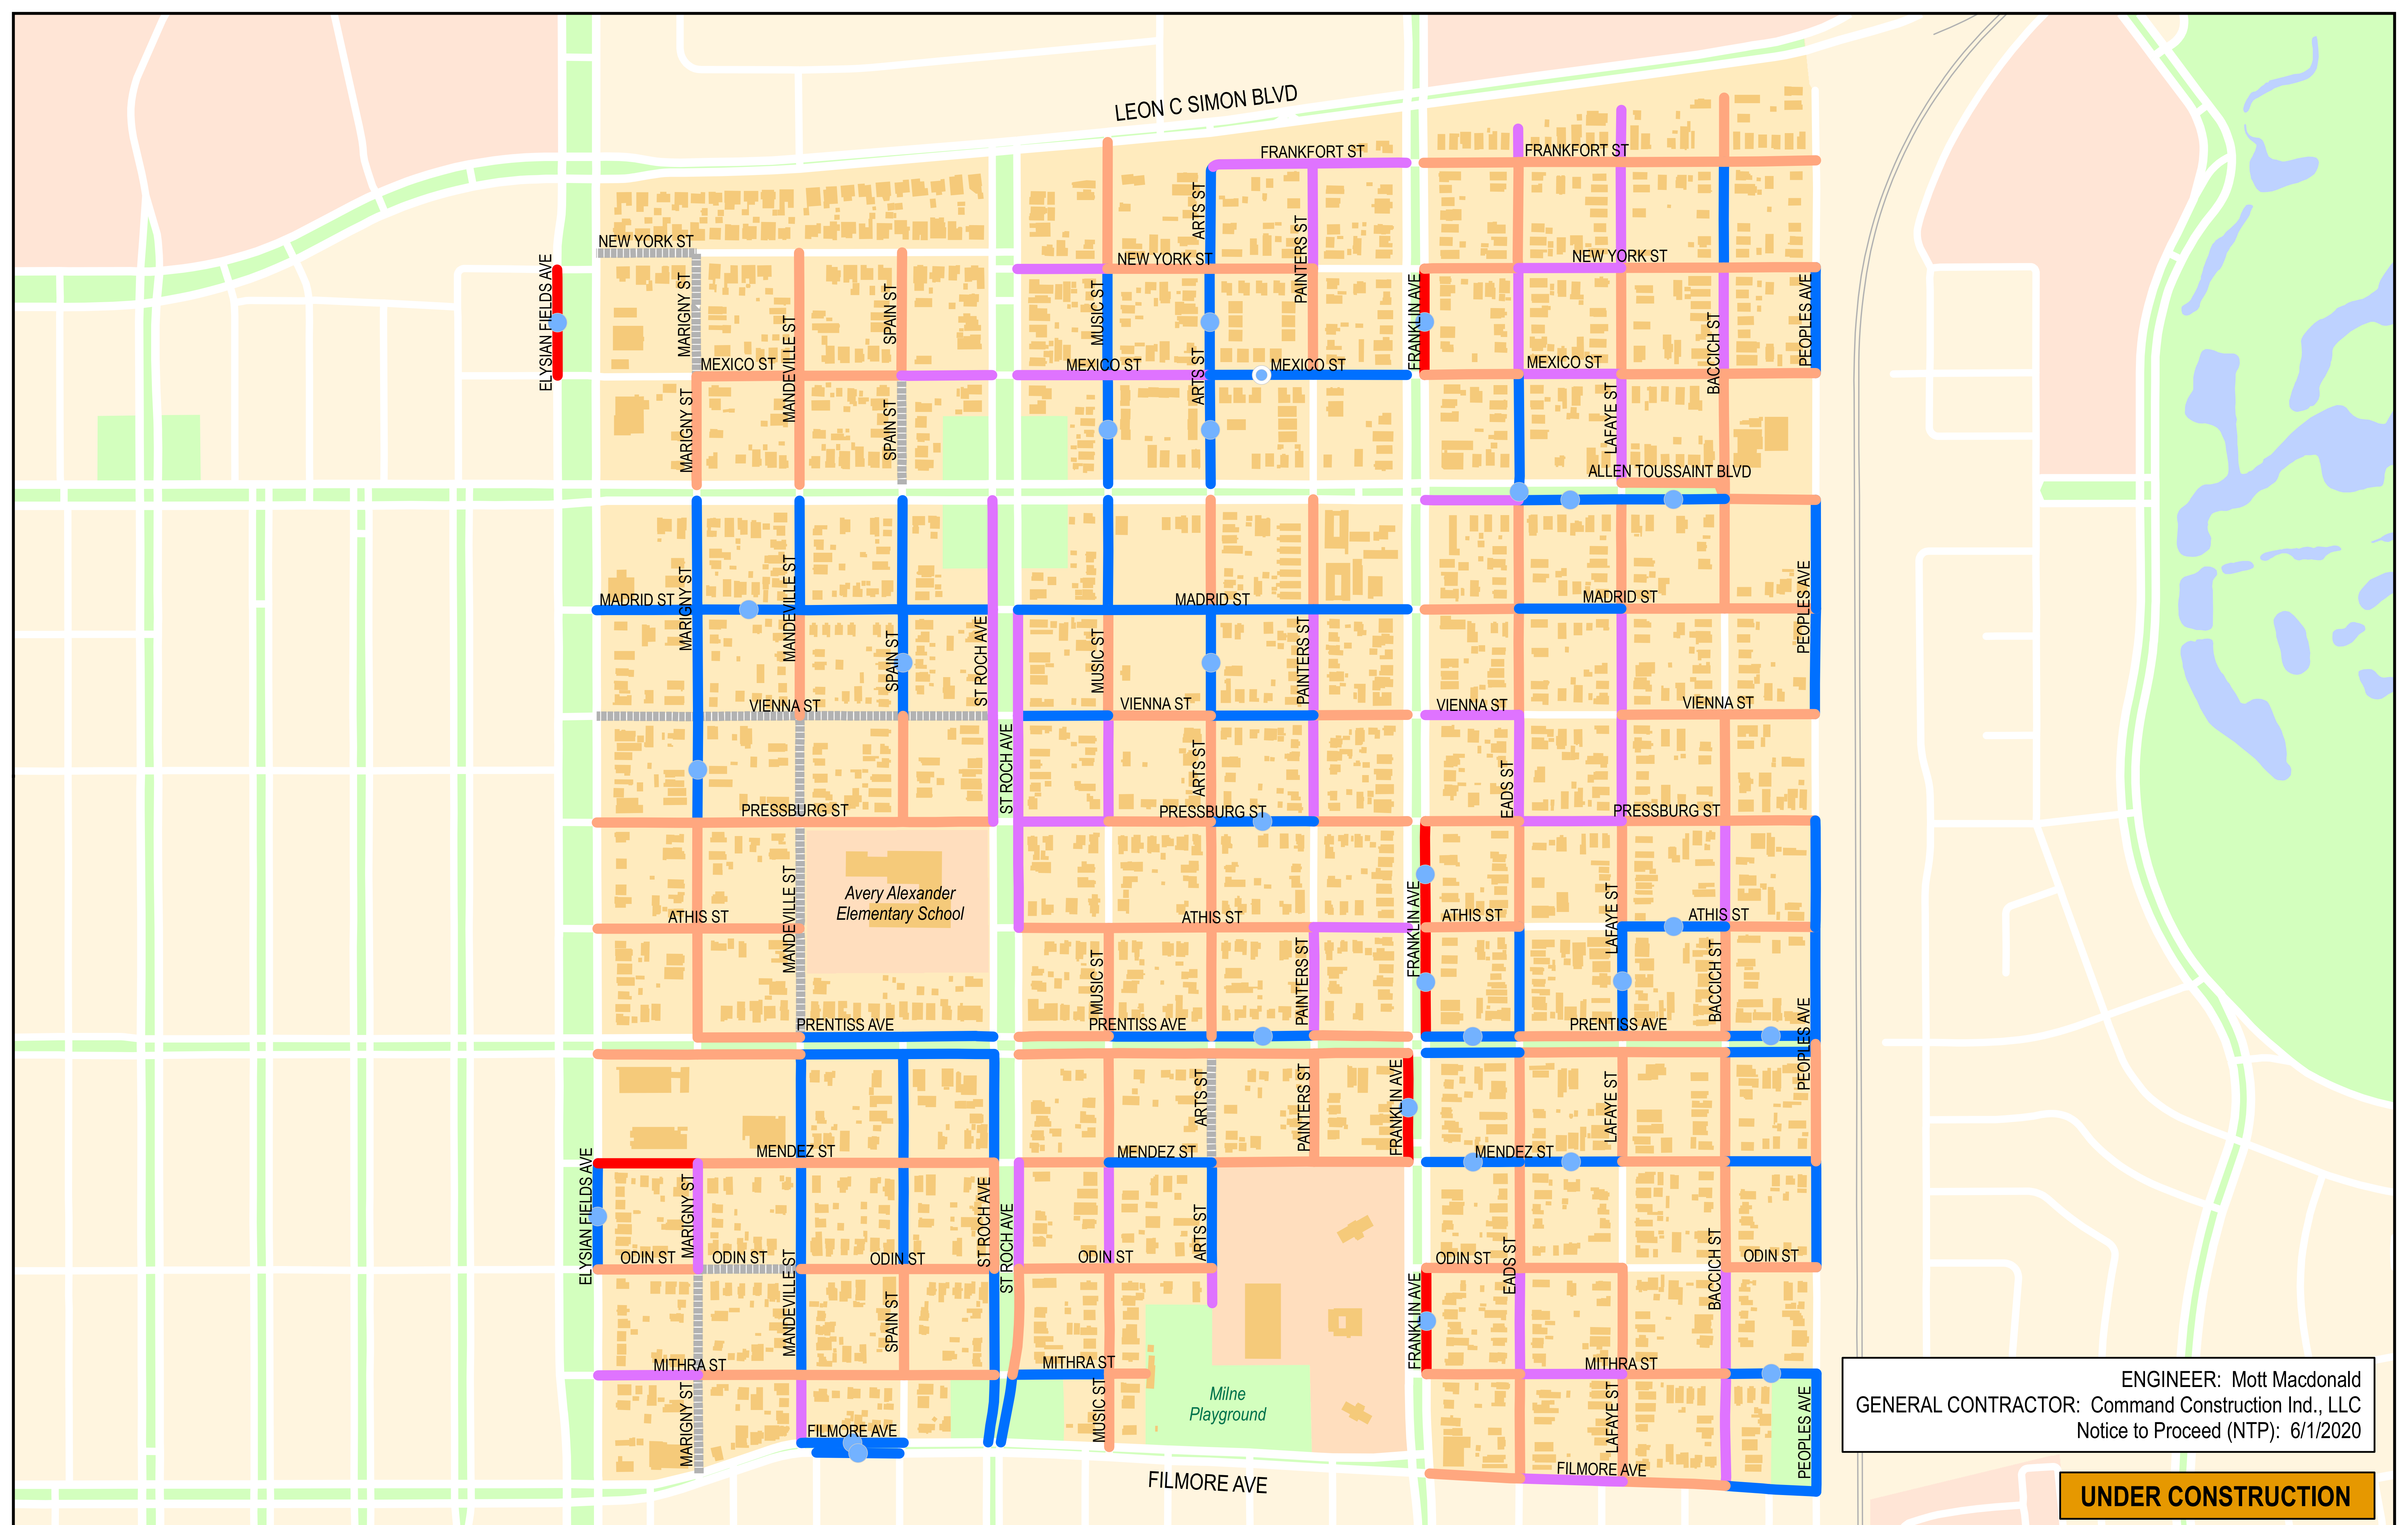 LEON C SIMON BLVD
FRANKFORT ST
FRANKFORT ST
ARTS ST
PAINTERS ST
NEW YORK ST
NEW YORK ST
NEW YORK ST
ELYSIAN FIELDS AVE
MARIGNY ST
MANDEVILLE ST
SPAIN ST
MUSIC ST
FRANKLIN AVE
BACCICH ST
PEOPLES AVE
MEXICO ST
MEXICO ST
ARTS ST
MEXICO ST
MEXICO ST
MARIGNY ST
SPAIN ST
LAFAYE ST
ALLEN TOUSSAINT BLVD
MADRID ST
MARIGNY ST
MANDEVILLE ST
MADRID ST
MADRID ST
PEOPLES AVE
SPAIN ST
ST ROCH AVE
MUSIC ST
PAINTERS ST
VIENNA ST
VIENNA ST
VIENNA ST
VIENNA ST
ST ROCH AVE
ARTS ST
EADS ST
PRESSBURG ST
PRESSBURG ST
PRESSBURG ST
Avery Alexander
Elementary School
MANDEVILLE ST
ATHIS ST
ATHIS ST
ATHIS ST
ATHIS ST
FRANKLIN AVE
LAFAYE ST
MUSIC ST
PAINTERS ST
BACCICH ST
PRENTISS AVE
PRENTISS AVE
PRENTISS AVE
PEOPLES AVE
ARTS ST
PAINTERS ST
FRANKLIN AVE
LAFAYE ST
MENDEZ ST
MENDEZ ST
MENDEZ ST
ELYSIAN FIELDS AVE
MARIGNY ST
ST ROCH AVE
ST ROCH AVE
ARTS ST
EADS ST
BACCICH ST
ODIN ST
ODIN ST
ODIN ST
ODIN ST
ODIN ST
ODIN ST
MANDEVILLE ST
SPAIN ST
FRANKLIN AVE
MITHRA ST
MITHRA ST
MITHRA ST
MARIGNY ST
MUSIC ST
Milne
Playground
LAFAYE ST
PEOPLES AVE
FILMORE AVE
FILMORE AVE
FILMORE AVE
ENGINEER: Mott Macdonald
GENERAL CONTRACTOR: Command Construction Ind., LLC
Notice to Proceed (NTP): 6/1/2020
UNDER CONSTRUCTION